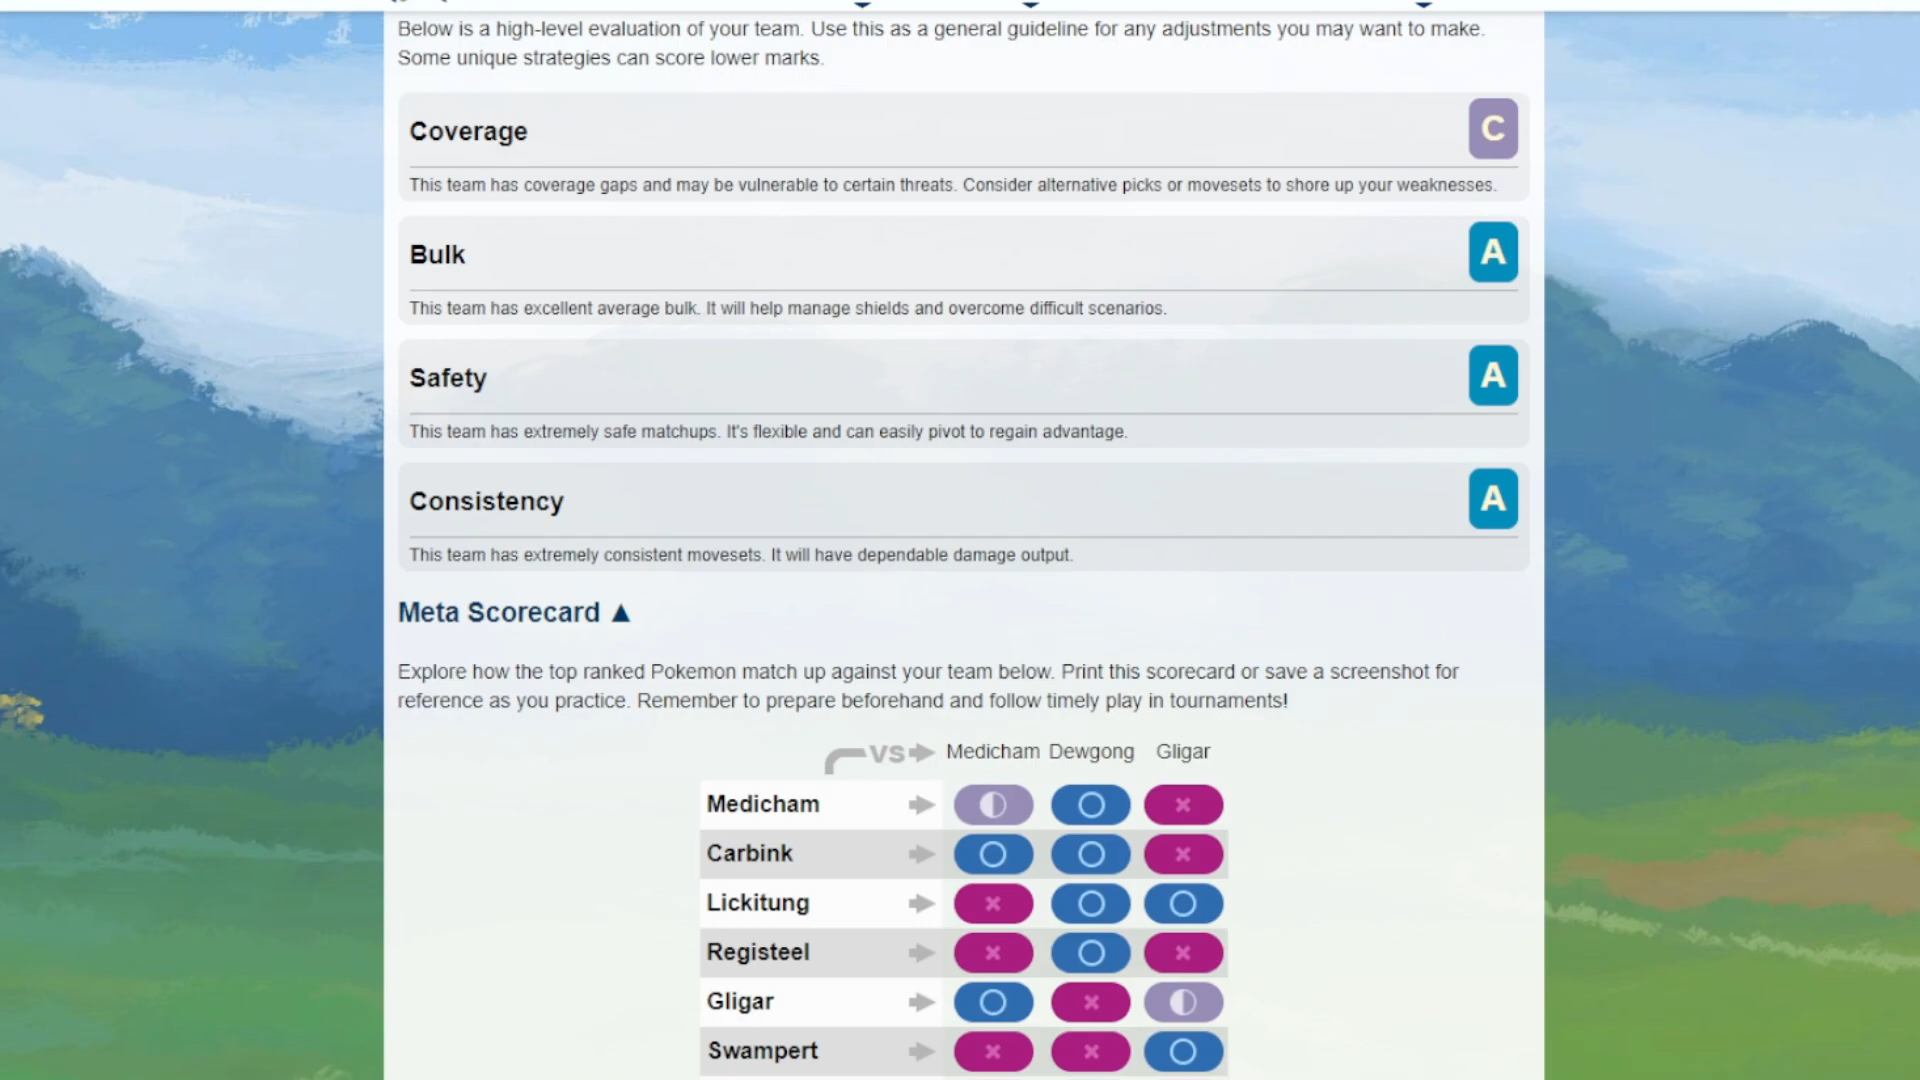 Below is a high-level evaluation of your team. Use this as a general guideline for any adjustments you may want to make.
Some unique strategies can score lower marks.
Coverage C
This team has coverage gaps and may be vulnerable to certain threats. Consider alternative picks or movesets to shore up your weaknesses.
Bulk A
This team has excellent average bulk. It will help manage shields and overcome difficult scenarios.
Safety A
This team has extremely safe matchups. It's flexible and can easily pivot to regain advantage.
Consistency A
This team has extremely consistent movesets. It will have dependable damage output.
Meta Scorecard ▲
Explore how the top ranked Pokemon match up against your team below. Print this scorecard or save a screenshot for
reference as you practice. Remember to prepare beforehand and follow timely play in tournaments!
VS Medicham Dewgong Gligar
Medicham
Carbink
Lickitung
Registeel
Gligar
Swampert